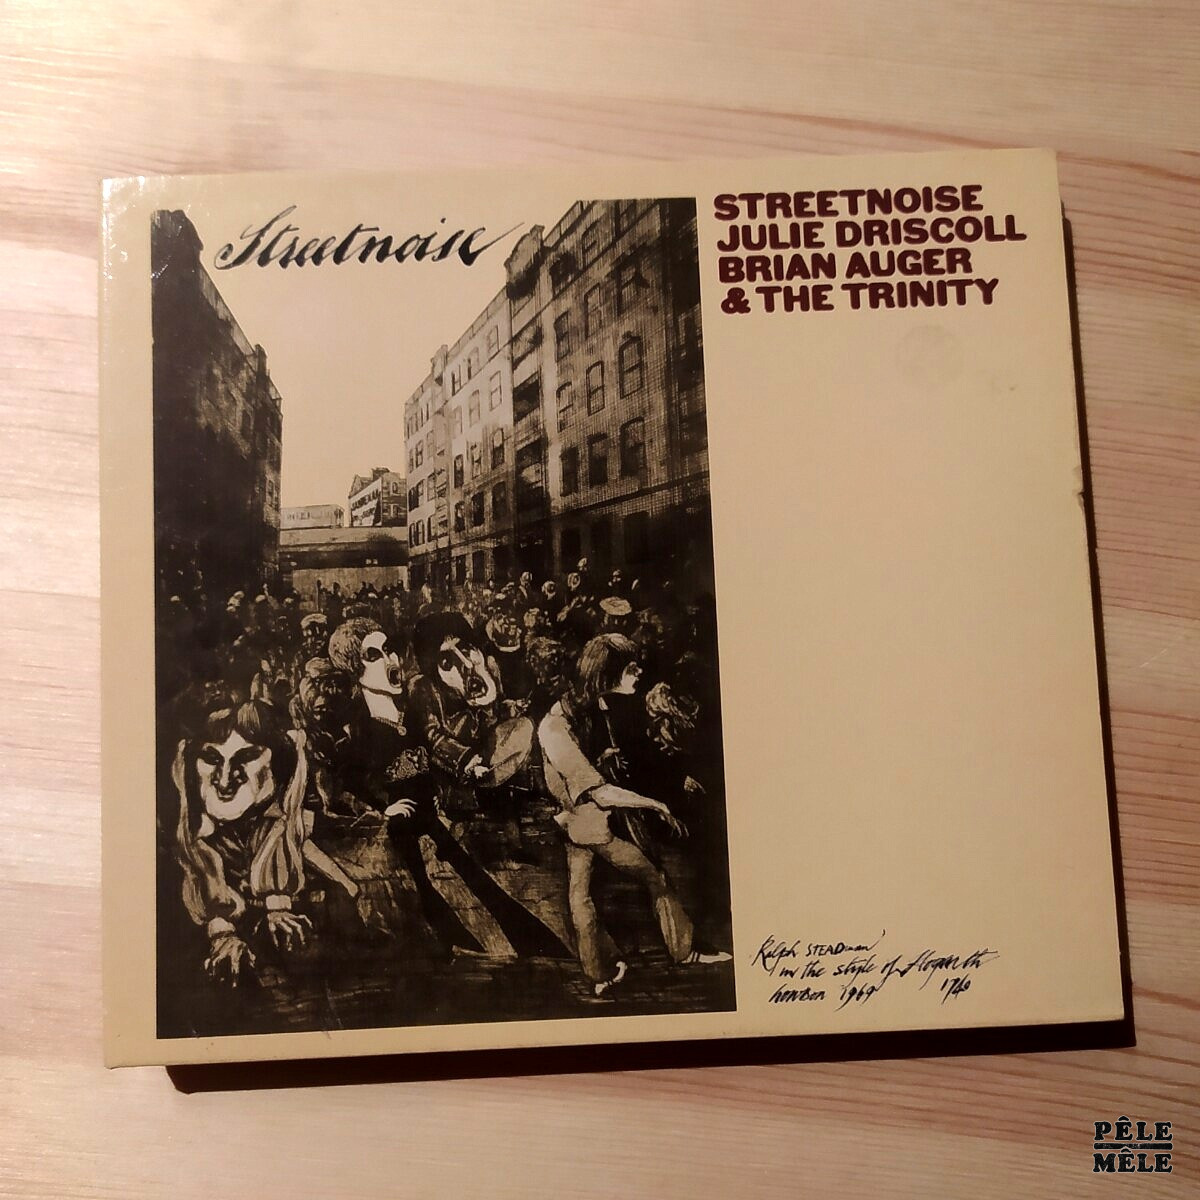 Streetnoise
STREETNOISE
JULIE DRISCOLL
BRIAN AUGER
& THE TRINITY
Ralph STEADman
in the style of Hogarth
London 1969 1740
PÊLE
MÊLE